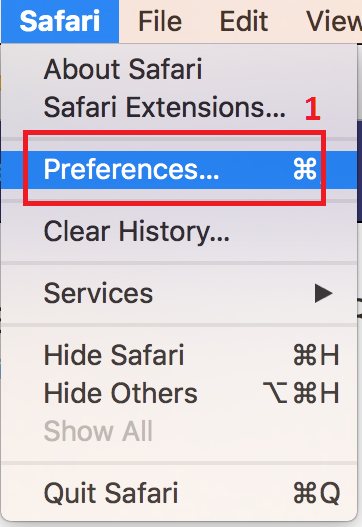 Safari File Edit View
About Safari
Safari Extensions... 1
Preferences... ⌘,
Clear History...
Services ▶
Hide Safari ⌘H
Hide Others ⌥⌘H
Show All
Quit Safari ⌘Q